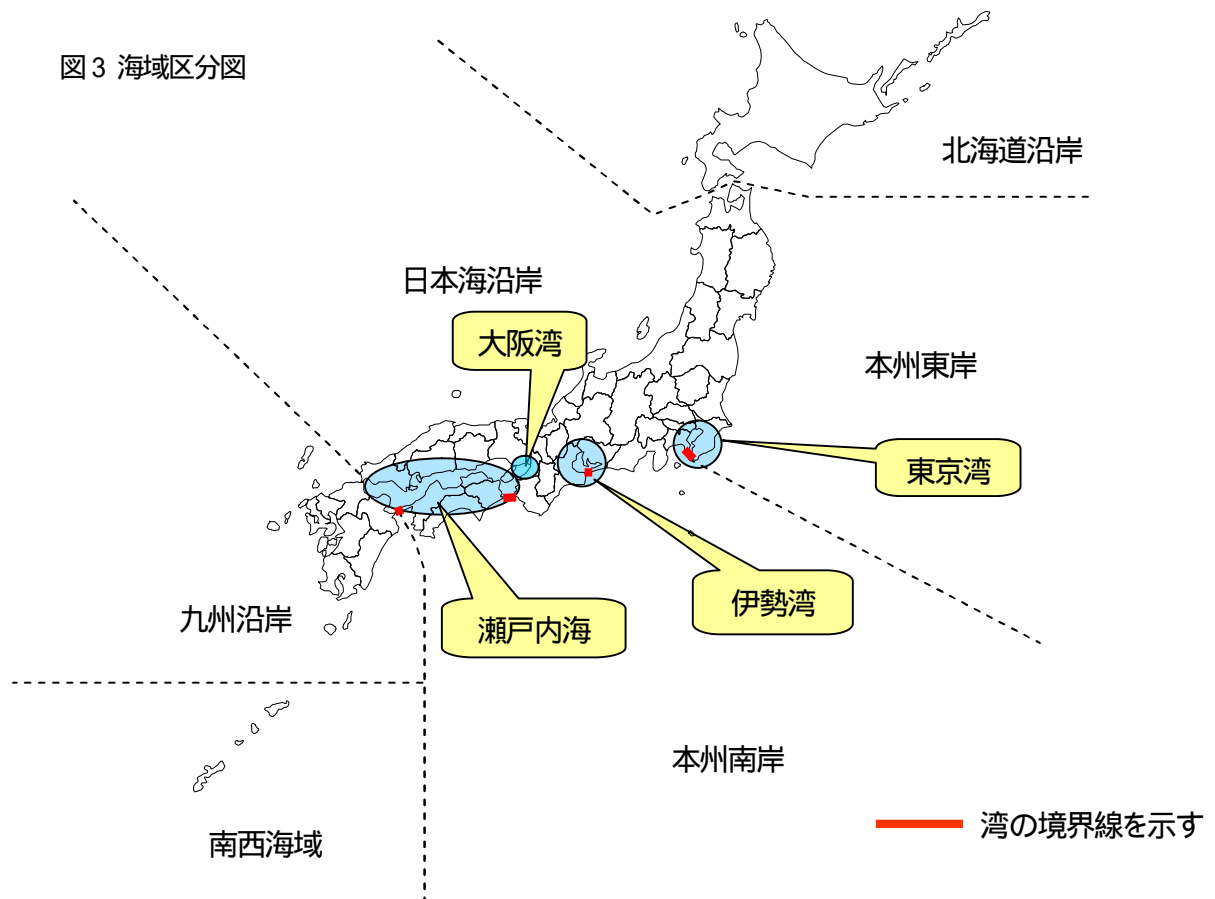 図3 海域区分図
北海道沿岸
日本海沿岸
大阪湾
本州東岸
東京湾
伊勢湾
九州沿岸
瀬戸内海
本州南岸
湾の境界線を示す
南西海域